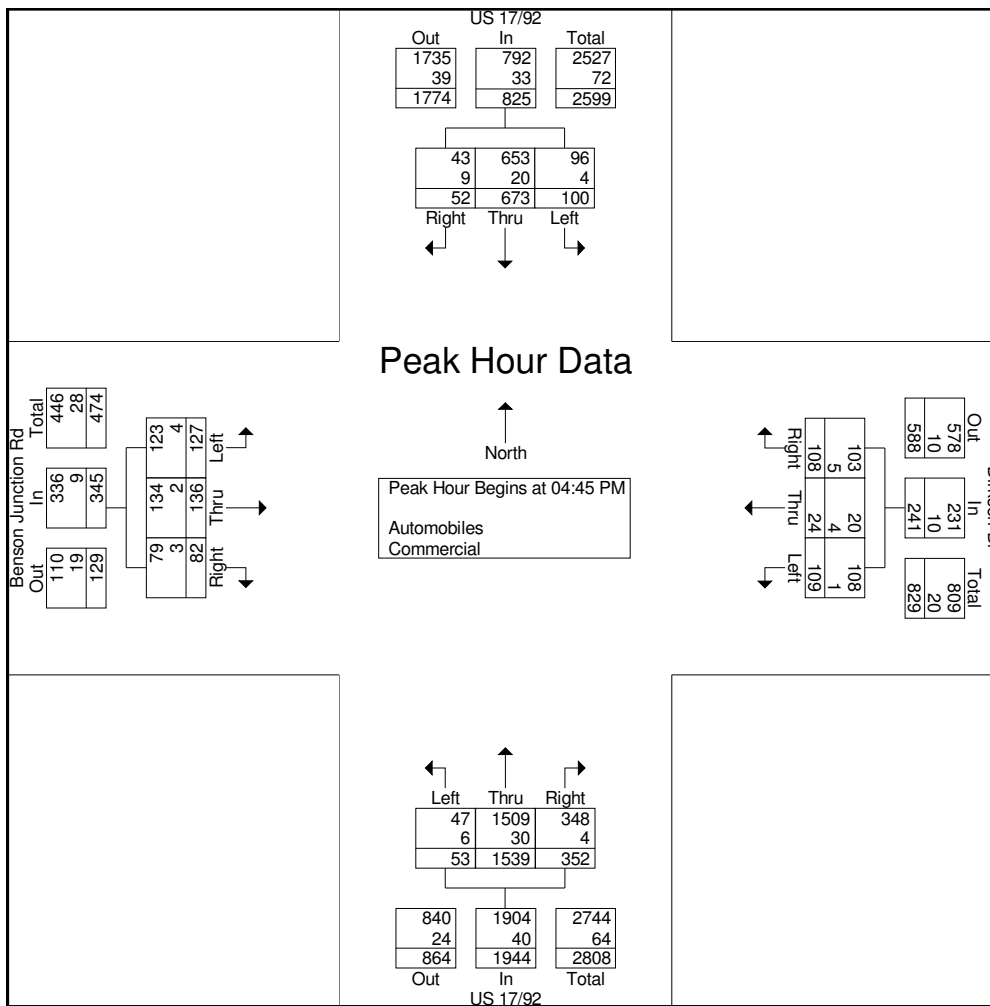 US 17/92
Out In Total
1735 792 2527
39 33 72
1774 825 2599
43 653 96
9 20 4
52 673 100
Right Thru Left
Peak Hour Data
North
Peak Hour Begins at 04:45 PM
Automobiles
Commercial
Benson Junction Rd
Out In Total
110 336 446
19 9 28
129 345 474
79 134 123
3 2 4
82 136 127
Right Thru Left
Out In Total
578 231 809
10 10 20
588 241 829
103 20 108
5 4 1
108 24 109
Right Thru Left
Left Thru Right
47 1509 348
6 30 4
53 1539 352
840 1904 2744
24 40 64
864 1944 2808
Out In Total
US 17/92